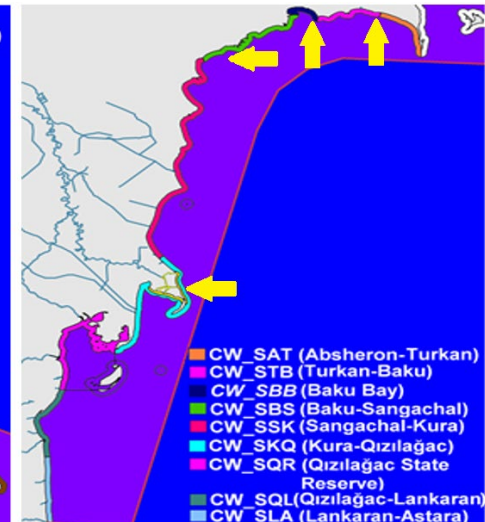 CW_SAT (Absheron-Turkan)
CW_STB (Turkan-Baku)
CW_SBB (Baku Bay)
CW_SBS (Baku-Sangachal)
CW_SSK (Sangachal-Kura)
CW_SKQ (Kura-Qızılağac)
CW_SQR (Qızılağac State
Reserve)
CW_SQL(Qızılağac-Lankaran)
CW_SLA (Lankaran-Astara)